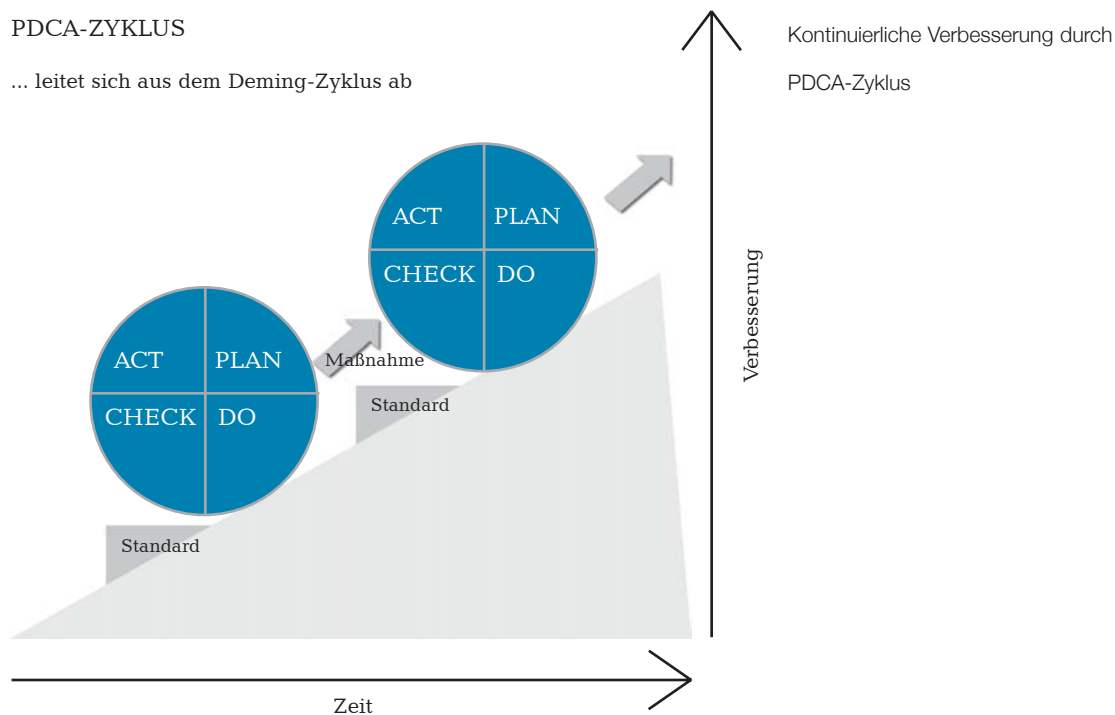 PDCA-ZYKLUS
... leitet sich aus dem Deming-Zyklus ab
Kontinuierliche Verbesserung durch
PDCA-Zyklus
ACT PLAN
CHECK DO
Verbesserung
Maßnahme
ACT PLAN
Standard
CHECK DO
Standard
Zeit